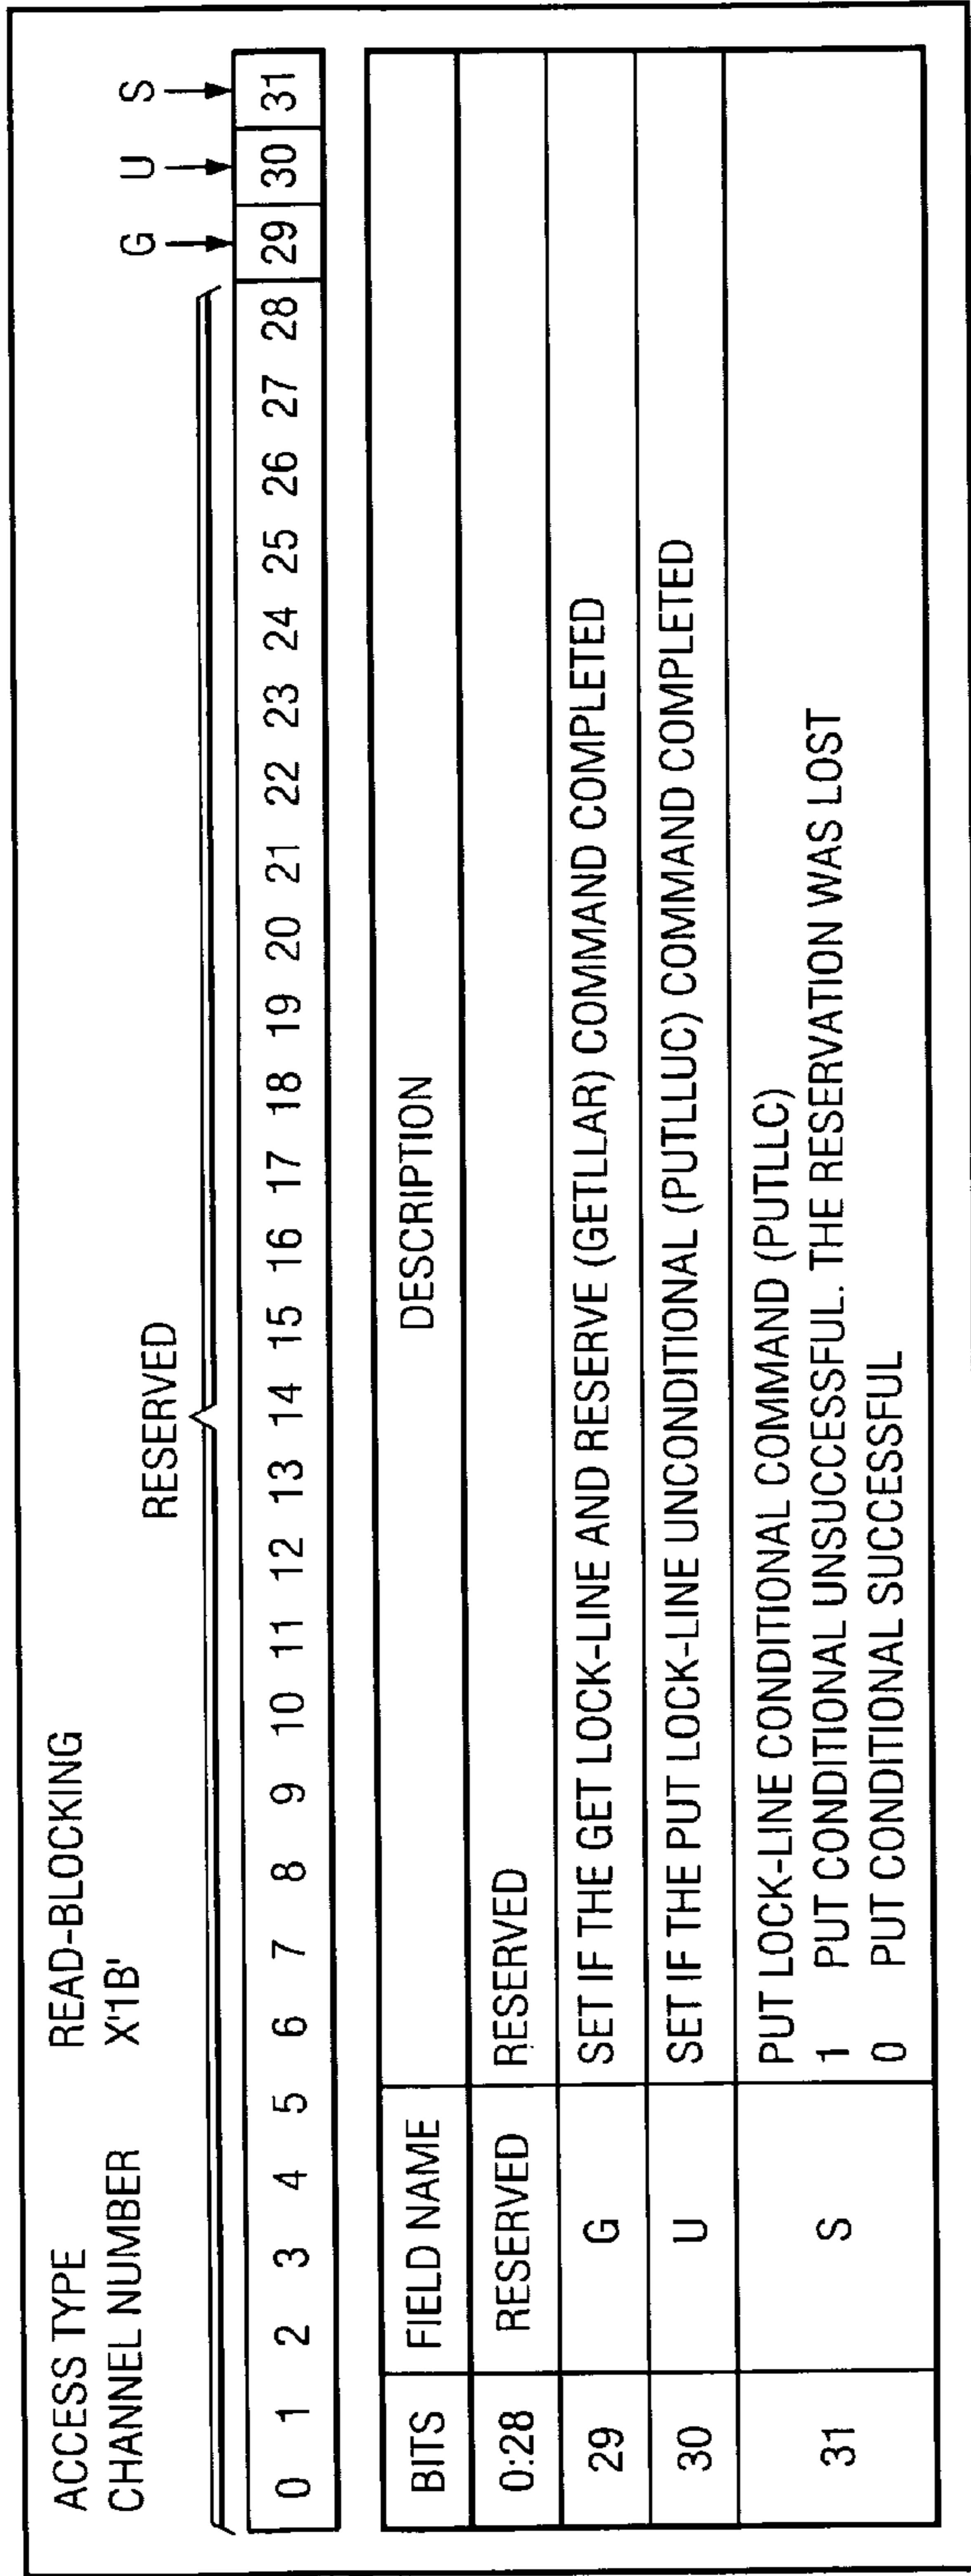 ACCESS TYPE READ-BLOCKING
CHANNEL NUMBER X'1B'
RESERVED G U S
0 1 2 3 4 5 6 7 8 9 10 11 12 13 14 15 16 17 18 19 20 21 22 23 24 25 26 27 28 29 30 31
BITS FIELD NAME DESCRIPTION
0:28 RESERVED RESERVED
29 G SET IF THE GET LOCK-LINE AND RESERVE (GETLLAR) COMMAND COMPLETED
30 U SET IF THE PUT LOCK-LINE UNCONDITIONAL (PUTLLUC) COMMAND COMPLETED
31 S PUT LOCK-LINE CONDITIONAL COMMAND (PUTLLC)
1 PUT CONDITIONAL UNSUCCESSFUL. THE RESERVATION WAS LOST
0 PUT CONDITIONAL SUCCESSFUL